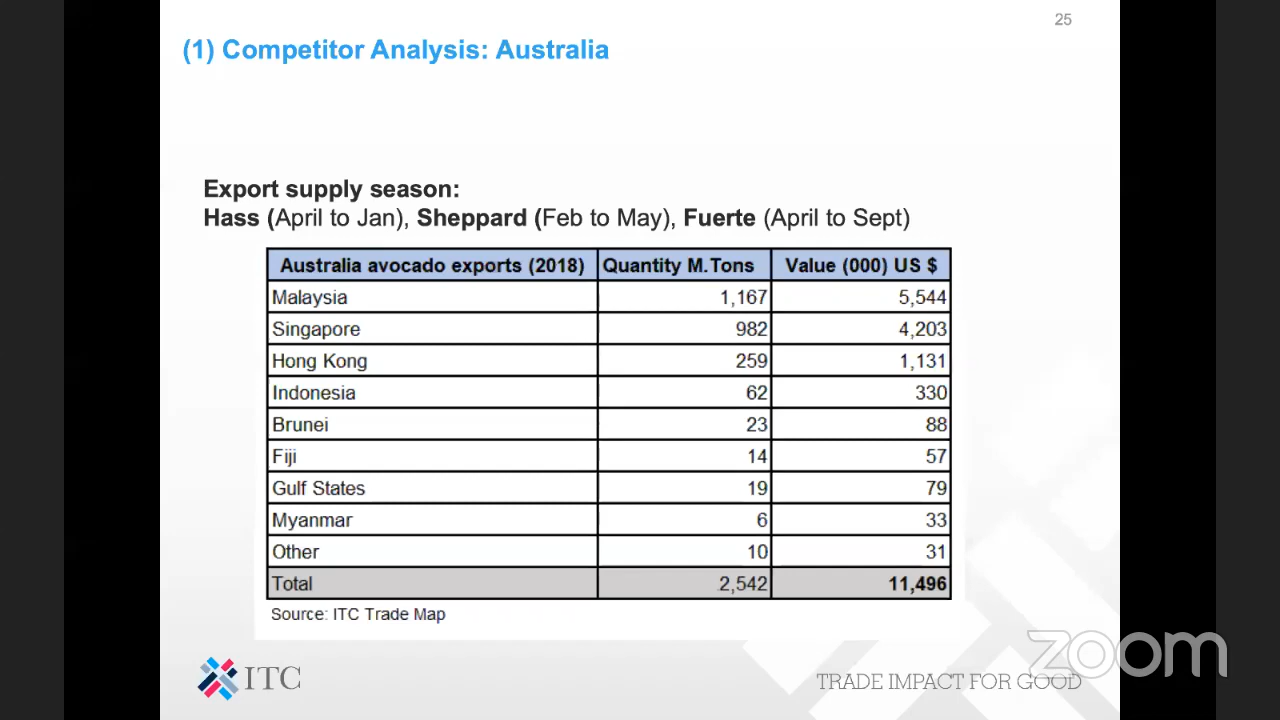 25
(1) Competitor Analysis: Australia
Export supply season:
Hass (April to Jan), Sheppard (Feb to May), Fuerte (April to Sept)
Australia avocado exports (2018) Quantity M.Tons Value (000) US $
Malaysia 1,167 5,544
Singapore 982 4,203
Hong Kong 259 1,131
Indonesia 62 330
Brunei 23 88
Fiji 14 57
Gulf States 19 79
Myanmar 6 33
Other 10 31
Total 2,542 11,496
Source: ITC Trade Map
ITC
TRADE IMPACT FOR GOOD
zoom